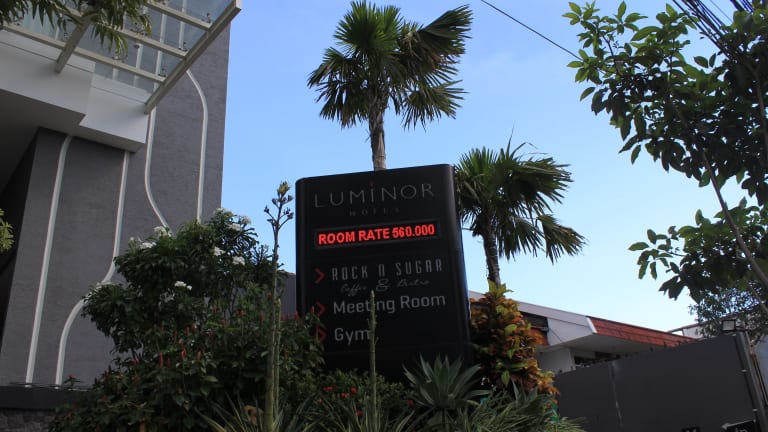 LUMINOR
HOTEL
ROOM RATE 560.000
ROCK N SUGAR
Coffee & Bistro
Meeting Room
Gym